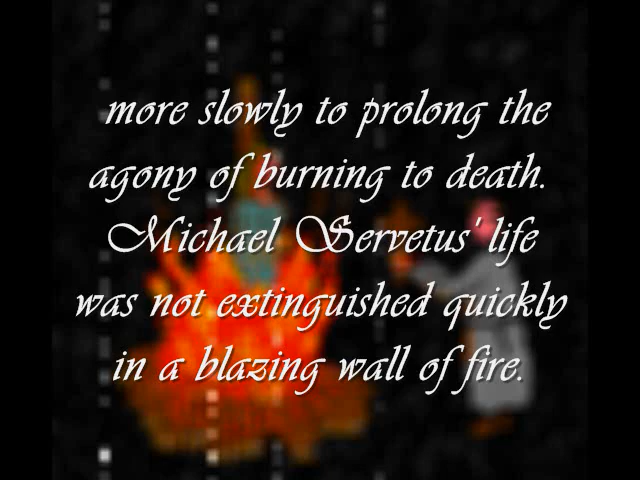 more slowly to prolong the
agony of burning to death.
Michael Servetus' life
was not extinguished quickly
in a blazing wall of fire.